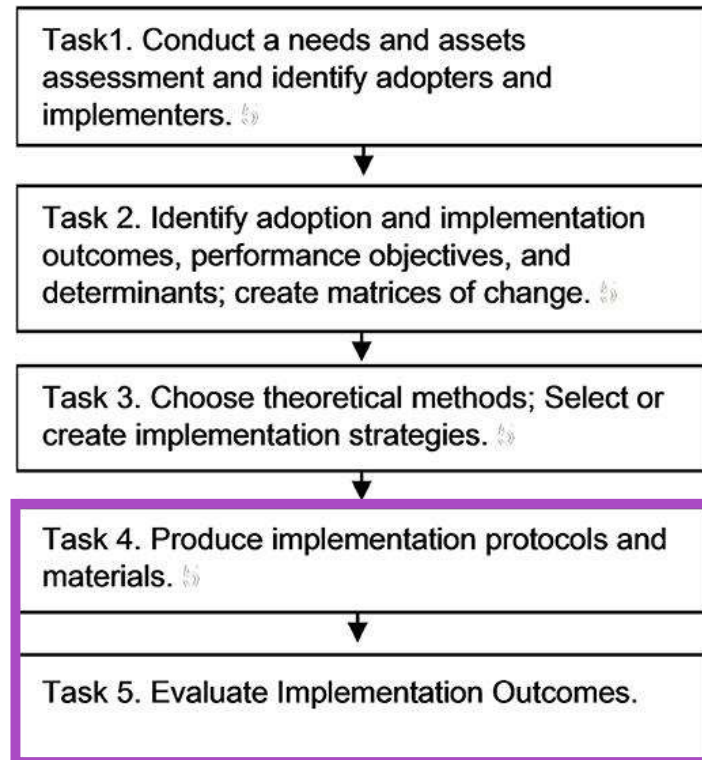 Task1. Conduct a needs and assets
assessment and identify adopters and
implementers.
Task 2. Identify adoption and implementation
outcomes, performance objectives, and
determinants; create matrices of change.
Task 3. Choose theoretical methods; Select or
create implementation strategies.
Task 4. Produce implementation protocols and
materials.
Task 5. Evaluate Implementation Outcomes.